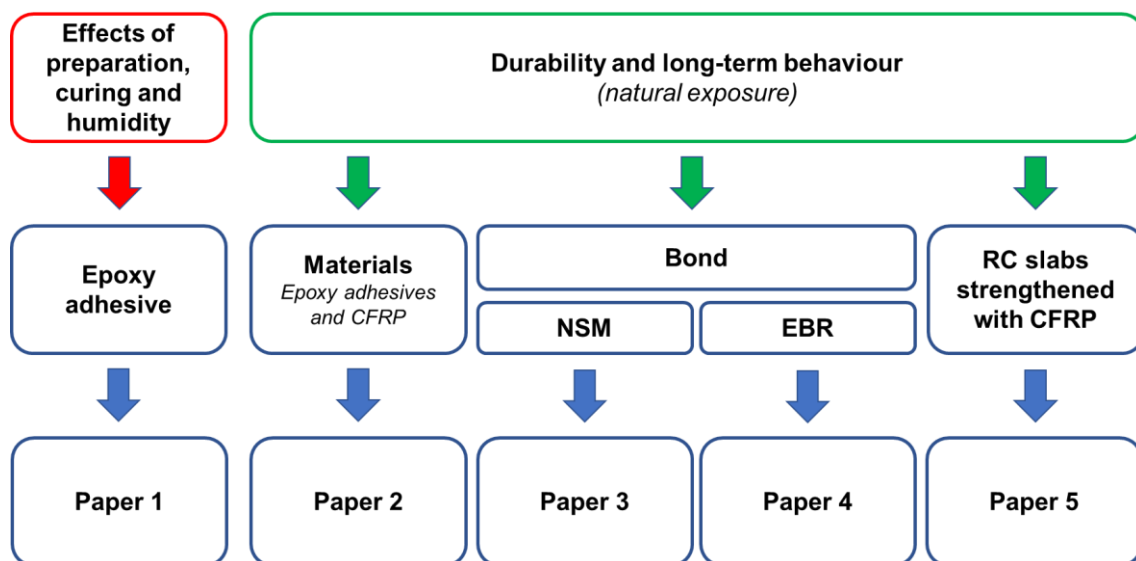 Effects of
preparation,
curing and
humidity
Durability and long-term behaviour
(natural exposure)
Epoxy
adhesive
Materials
Epoxy adhesives
and CFRP
Bond
NSM
EBR
RC slabs
strengthened
with CFRP
Paper 1
Paper 2
Paper 3
Paper 4
Paper 5